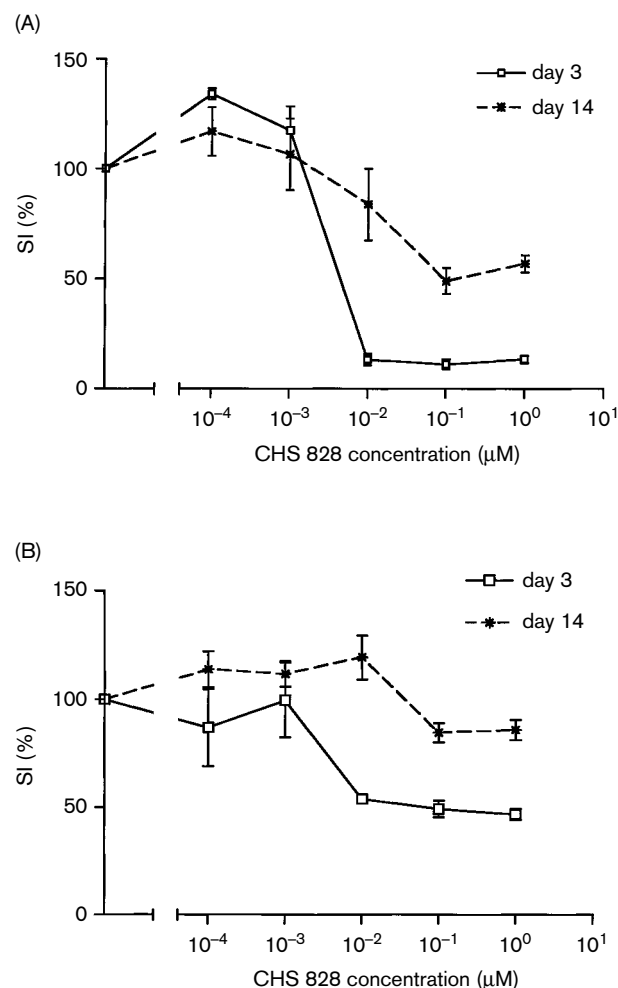 (A)
150
100
50
0
SI (%)
day 3
day 14
10⁻⁴ 10⁻³ 10⁻² 10⁻¹ 10⁰ 10¹
CHS 828 concentration (μM)
(B)
150
100
50
0
SI (%)
day 3
day 14
10⁻⁴ 10⁻³ 10⁻² 10⁻¹ 10⁰ 10¹
CHS 828 concentration (μM)